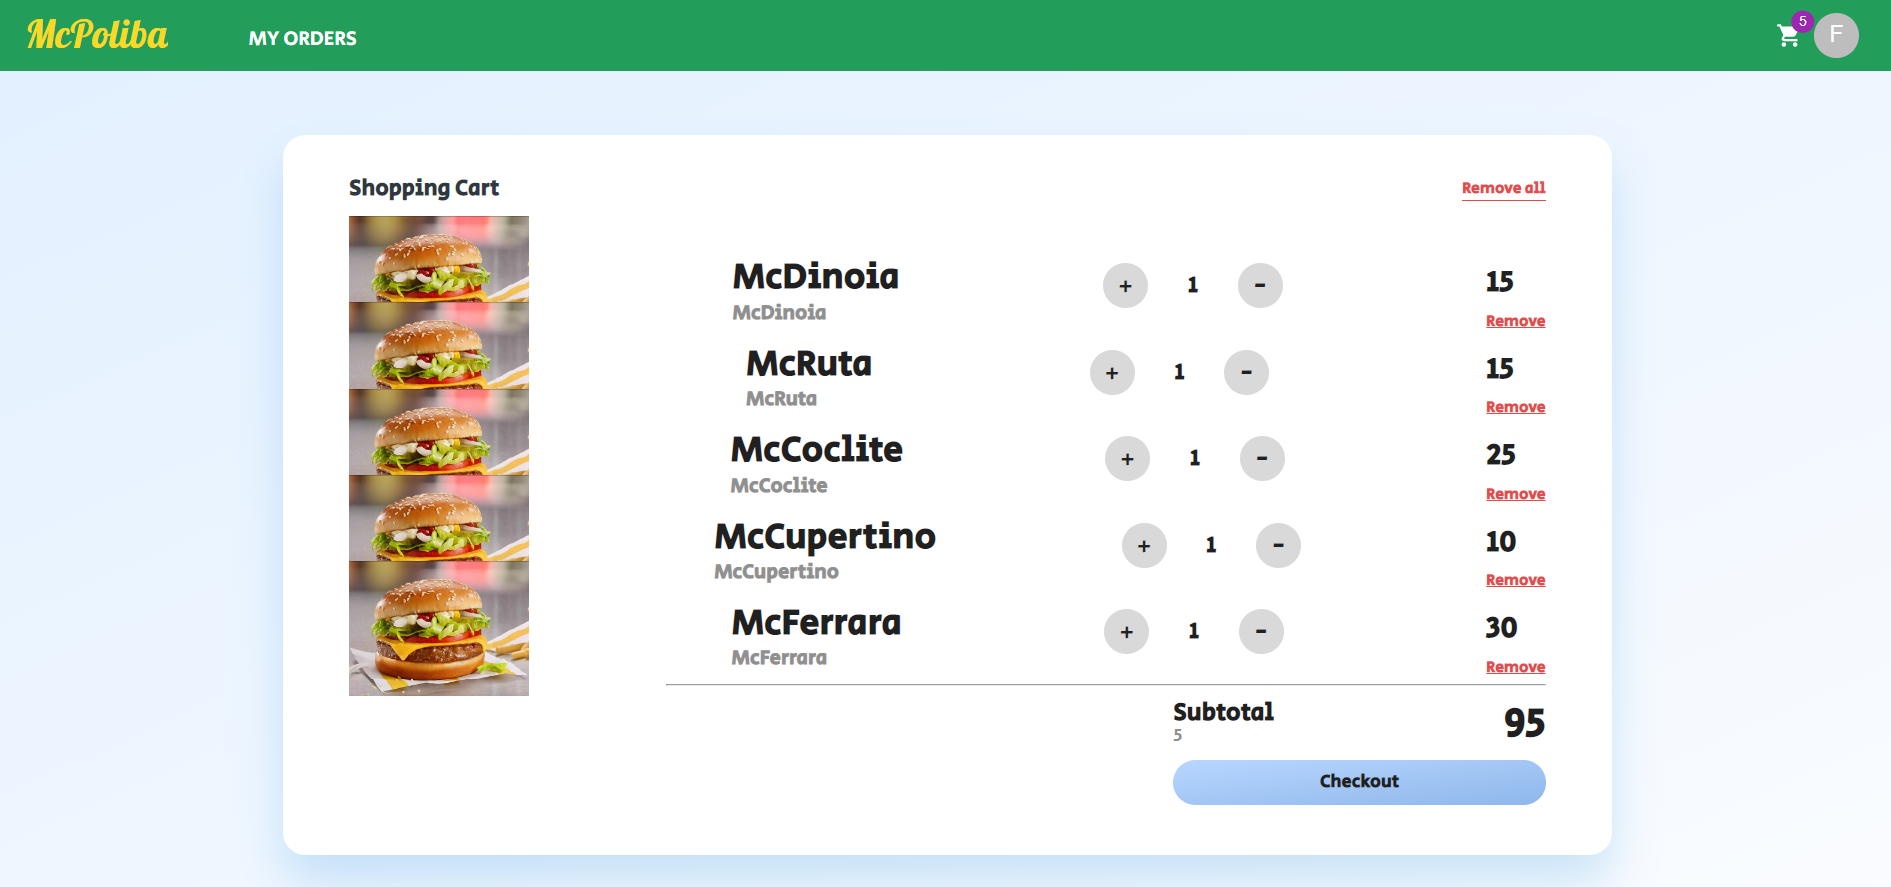 McPoliba
MY ORDERS
5
F
Shopping Cart
Remove all
McDinoia
McDinoia
+ 1 -
15
Remove
McRuta
McRuta
+ 1 -
15
Remove
McCoclite
McCoclite
+ 1 -
25
Remove
McCupertino
McCupertino
+ 1 -
10
Remove
McFerrara
McFerrara
+ 1 -
30
Remove
Subtotal
5
95
Checkout